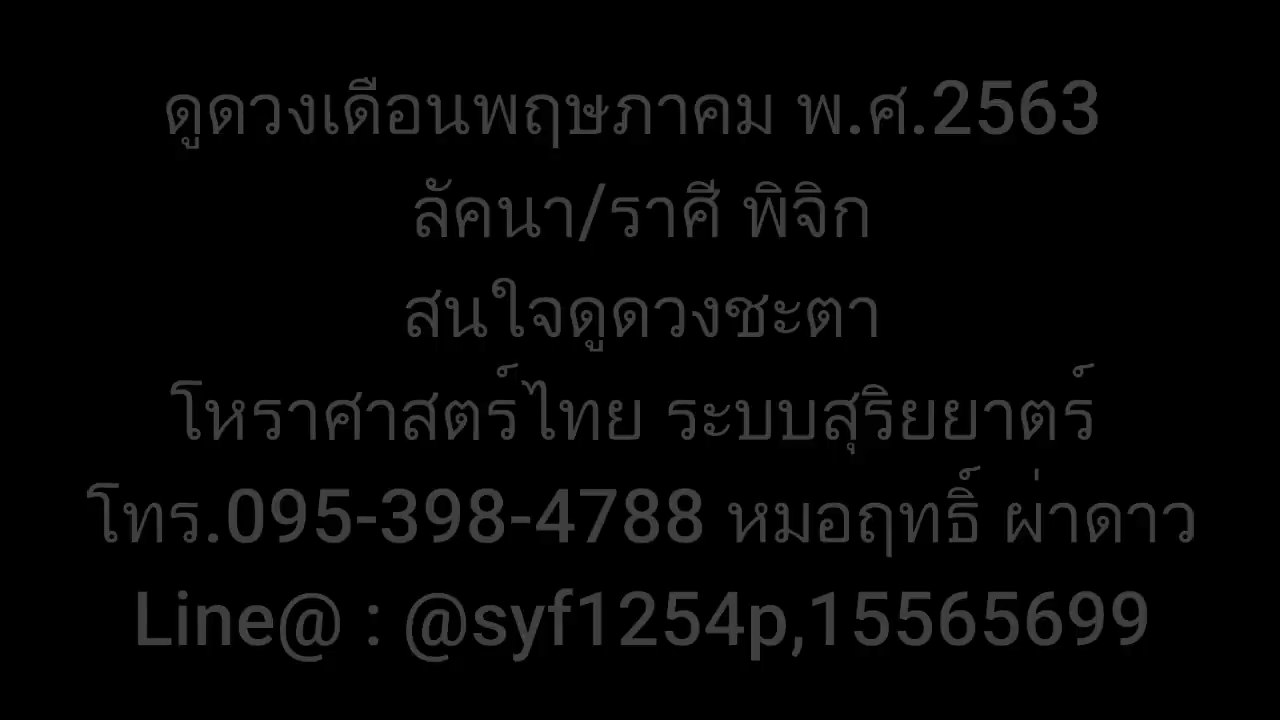 ดูดวงเดือนพฤษภาคม พ.ศ.2563
ลัคนา/ราศี พิจิก
สนใจดูดวงชะตา
โหราศาสตร์ไทย ระบบสุริยยาตร์
โทร.095-398-4788 หมอฤทธิ์ ผ่าดาว
Line@ : @syf1254p,15565699